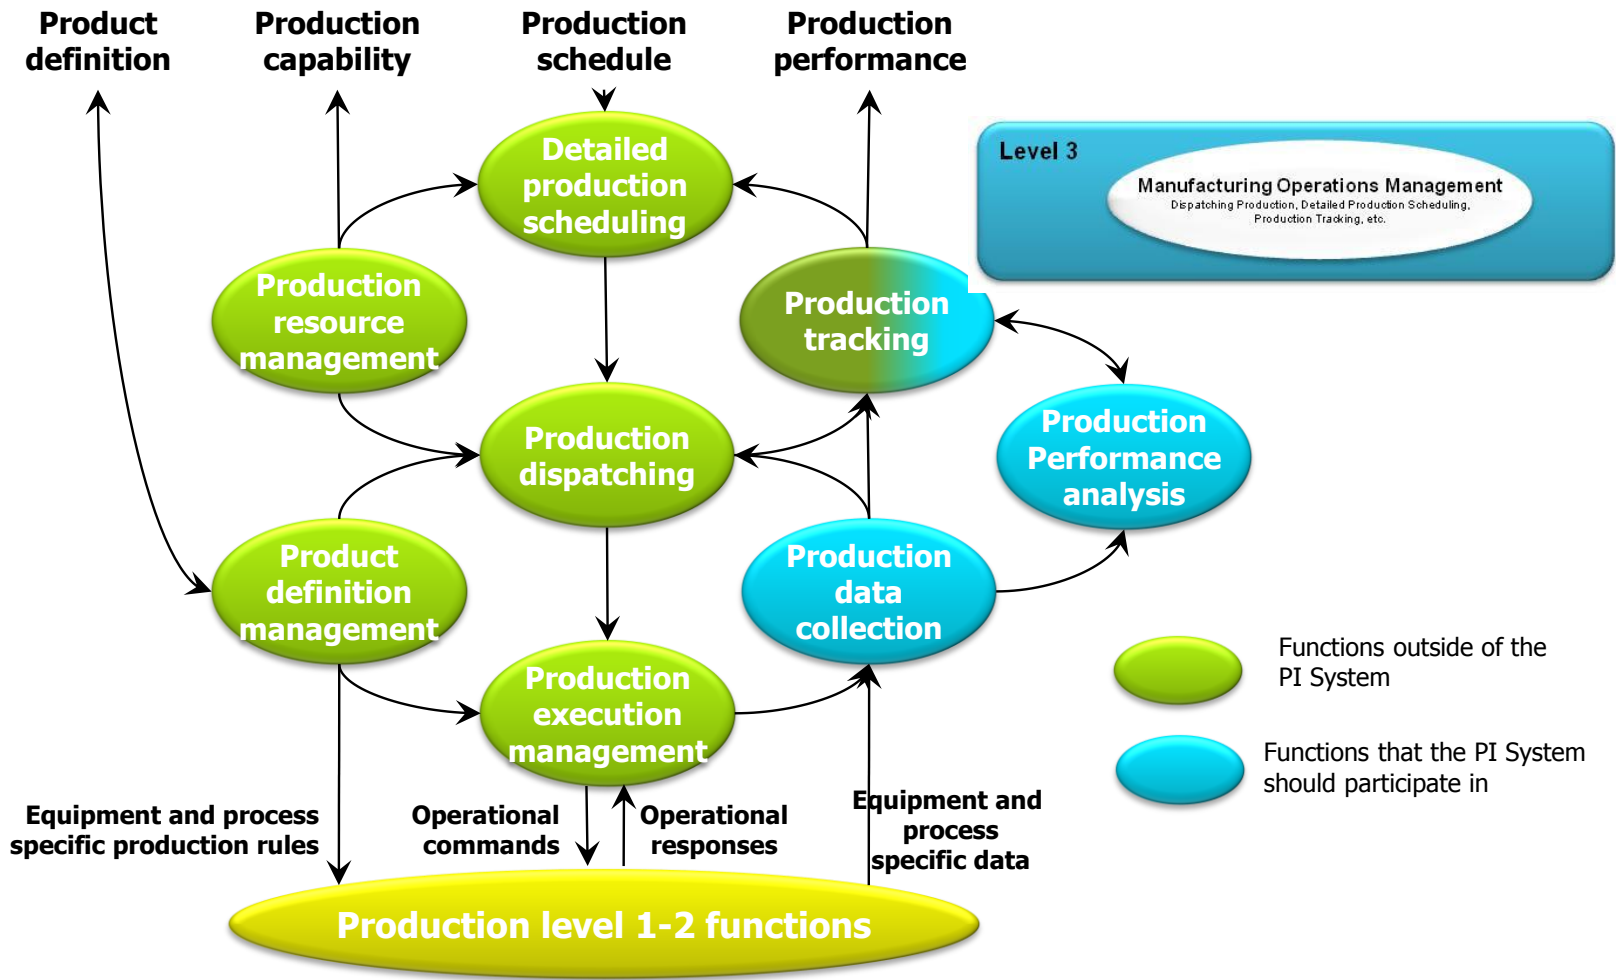 Product
definition
Production
capability
Production
schedule
Production
performance
Level 3
Manufacturing Operations Management
Dispatching Production, Detailed Production Scheduling,
Production Tracking, etc.
Detailed
production
scheduling
Production
resource
management
Production
tracking
Production
dispatching
Production
Performance
analysis
Product
definition
management
Production
data
collection
Production
execution
management
Functions outside of the
PI System
Functions that the PI System
should participate in
Equipment and process
specific production rules
Operational
commands
Operational
responses
Equipment and
process
specific data
Production level 1-2 functions